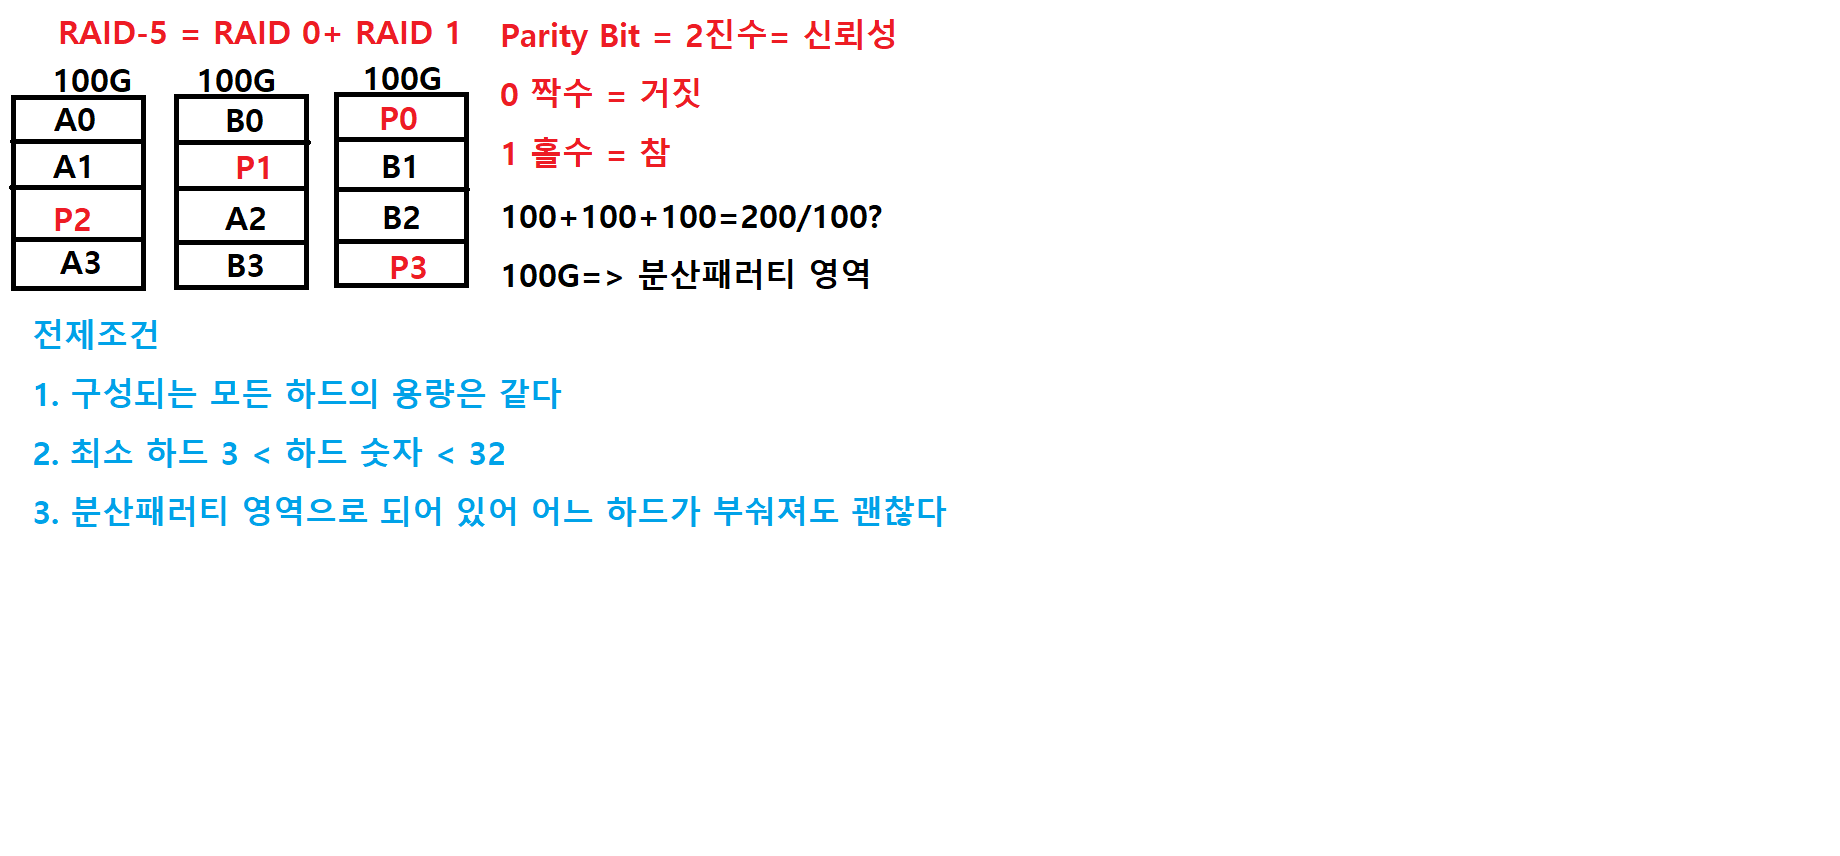 RAID-5 = RAID 0+ RAID 1
100G 100G 100G
A0 B0 P0
A1 P1 B1
P2 A2 B2
A3 B3 P3
Parity Bit = 2진수= 신뢰성
0 짝수 = 거짓
1 홀수 = 참
100+100+100=200/100?
100G=> 분산패러티 영역
전제조건
1. 구성되는 모든 하드의 용량은 같다
2. 최소 하드 3 < 하드 숫자 < 32
3. 분산패러티 영역으로 되어 있어 어느 하드가 부숴져도 괜찮다